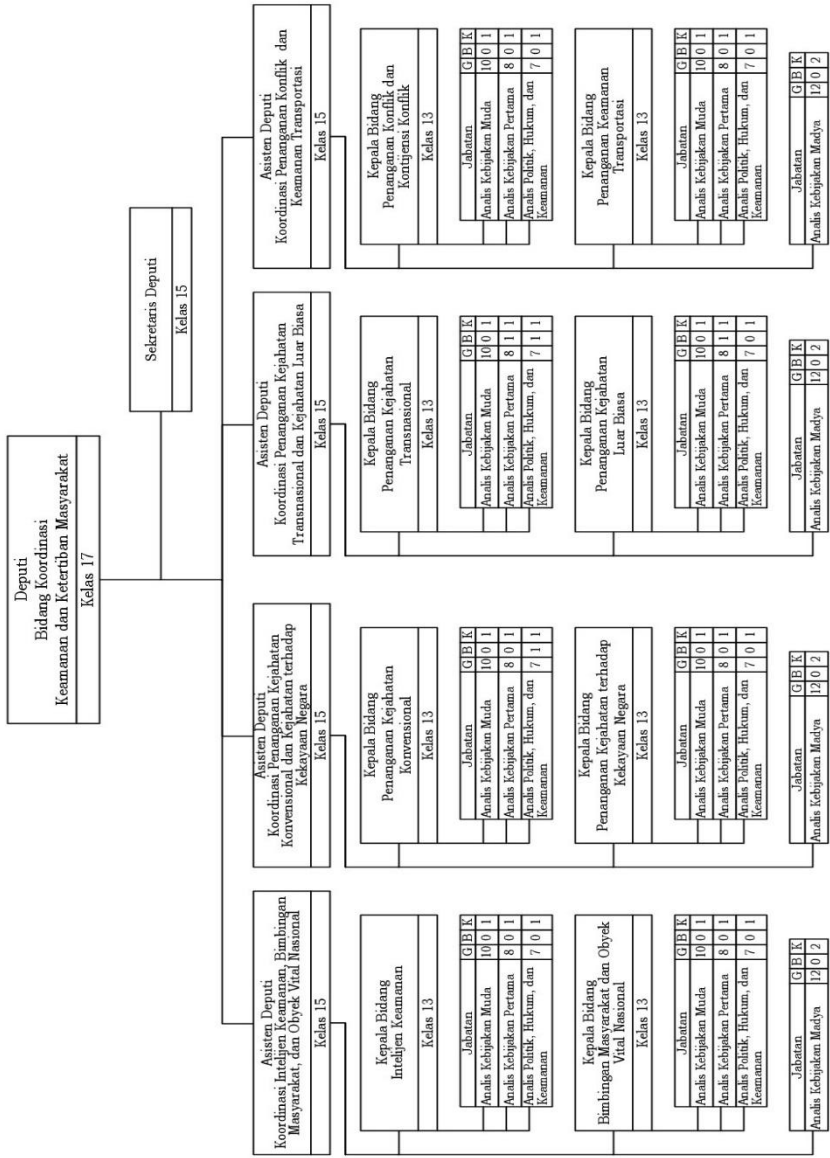 Deputi
Bidang Koordinasi
Keamanan dan Ketertiban Masyarakat
Kelas 17
Sekretaris Deputi
Kelas 15
Asisten Deputi
Koordinasi Intelijen Keamanan, Bimbingan
Masyarakat, dan Obyek Vital Nasional
Kelas 15
Kepala Bidang
Intelijen Keamanan
Kelas 13
Jabatan G B K
Analis Kebijakan Muda 10 0 1
Analis Kebijakan Pertama 8 0 1
Analis Politik, Hukum, dan 7 0 1
Keamanan
Kepala Bidang
Bimbingan Masyarakat dan Obyek
Vital Nasional
Kelas 13
Jabatan G B K
Analis Kebijakan Muda 10 0 1
Analis Kebijakan Pertama 8 0 1
Analis Politik, Hukum, dan 7 0 1
Keamanan
Jabatan G B K
Analis Kebijakan Madya 12 0 2
Asisten Deputi
Koordinasi Penanganan Kejahatan
Konvensional dan Kejahatan terhadap
Kekayaan Negara
Kelas 15
Kepala Bidang
Penanganan Kejahatan
Konvensional
Kelas 13
Jabatan G B K
Analis Kebijakan Muda 10 0 1
Analis Kebijakan Pertama 8 0 1
Analis Politik, Hukum, dan 7 1 1
Keamanan
Kepala Bidang
Penanganan Kejahatan terhadap
Kekayaan Negara
Kelas 13
Jabatan G B K
Analis Kebijakan Muda 10 0 1
Analis Kebijakan Pertama 8 0 1
Analis Politik, Hukum, dan 7 0 1
Keamanan
Jabatan G B K
Analis Kebijakan Madya 12 0 2
Asisten Deputi
Koordinasi Penanganan Kejahatan
Transnasional dan Kejahatan Luar Biasa
Kelas 15
Kepala Bidang
Penanganan Kejahatan
Transnasional
Kelas 13
Jabatan G B K
Analis Kebijakan Muda 10 0 1
Analis Kebijakan Pertama 8 1 1
Analis Politik, Hukum, dan 7 1 1
Keamanan
Kepala Bidang
Penanganan Kejahatan
Luar Biasa
Kelas 13
Jabatan G B K
Analis Kebijakan Muda 10 0 1
Analis Kebijakan Pertama 8 1 1
Analis Politik, Hukum, dan 7 0 1
Keamanan
Jabatan G B K
Analis Kebijakan Madya 12 0 2
Asisten Deputi
Koordinasi Penanganan Konflik dan
Keamanan Transportasi
Kelas 15
Kepala Bidang
Penanganan Konflik dan
Kontijensi Konflik
Kelas 13
Jabatan G B K
Analis Kebijakan Muda 10 0 1
Analis Kebijakan Pertama 8 0 1
Analis Politik, Hukum, dan 7 0 1
Keamanan
Kepala Bidang
Penanganan Keamanan
Transportasi
Kelas 13
Jabatan G B K
Analis Kebijakan Muda 10 0 1
Analis Kebijakan Pertama 8 0 1
Analis Politik, Hukum, dan 7 0 1
Keamanan
Jabatan G B K
Analis Kebijakan Madya 12 0 2